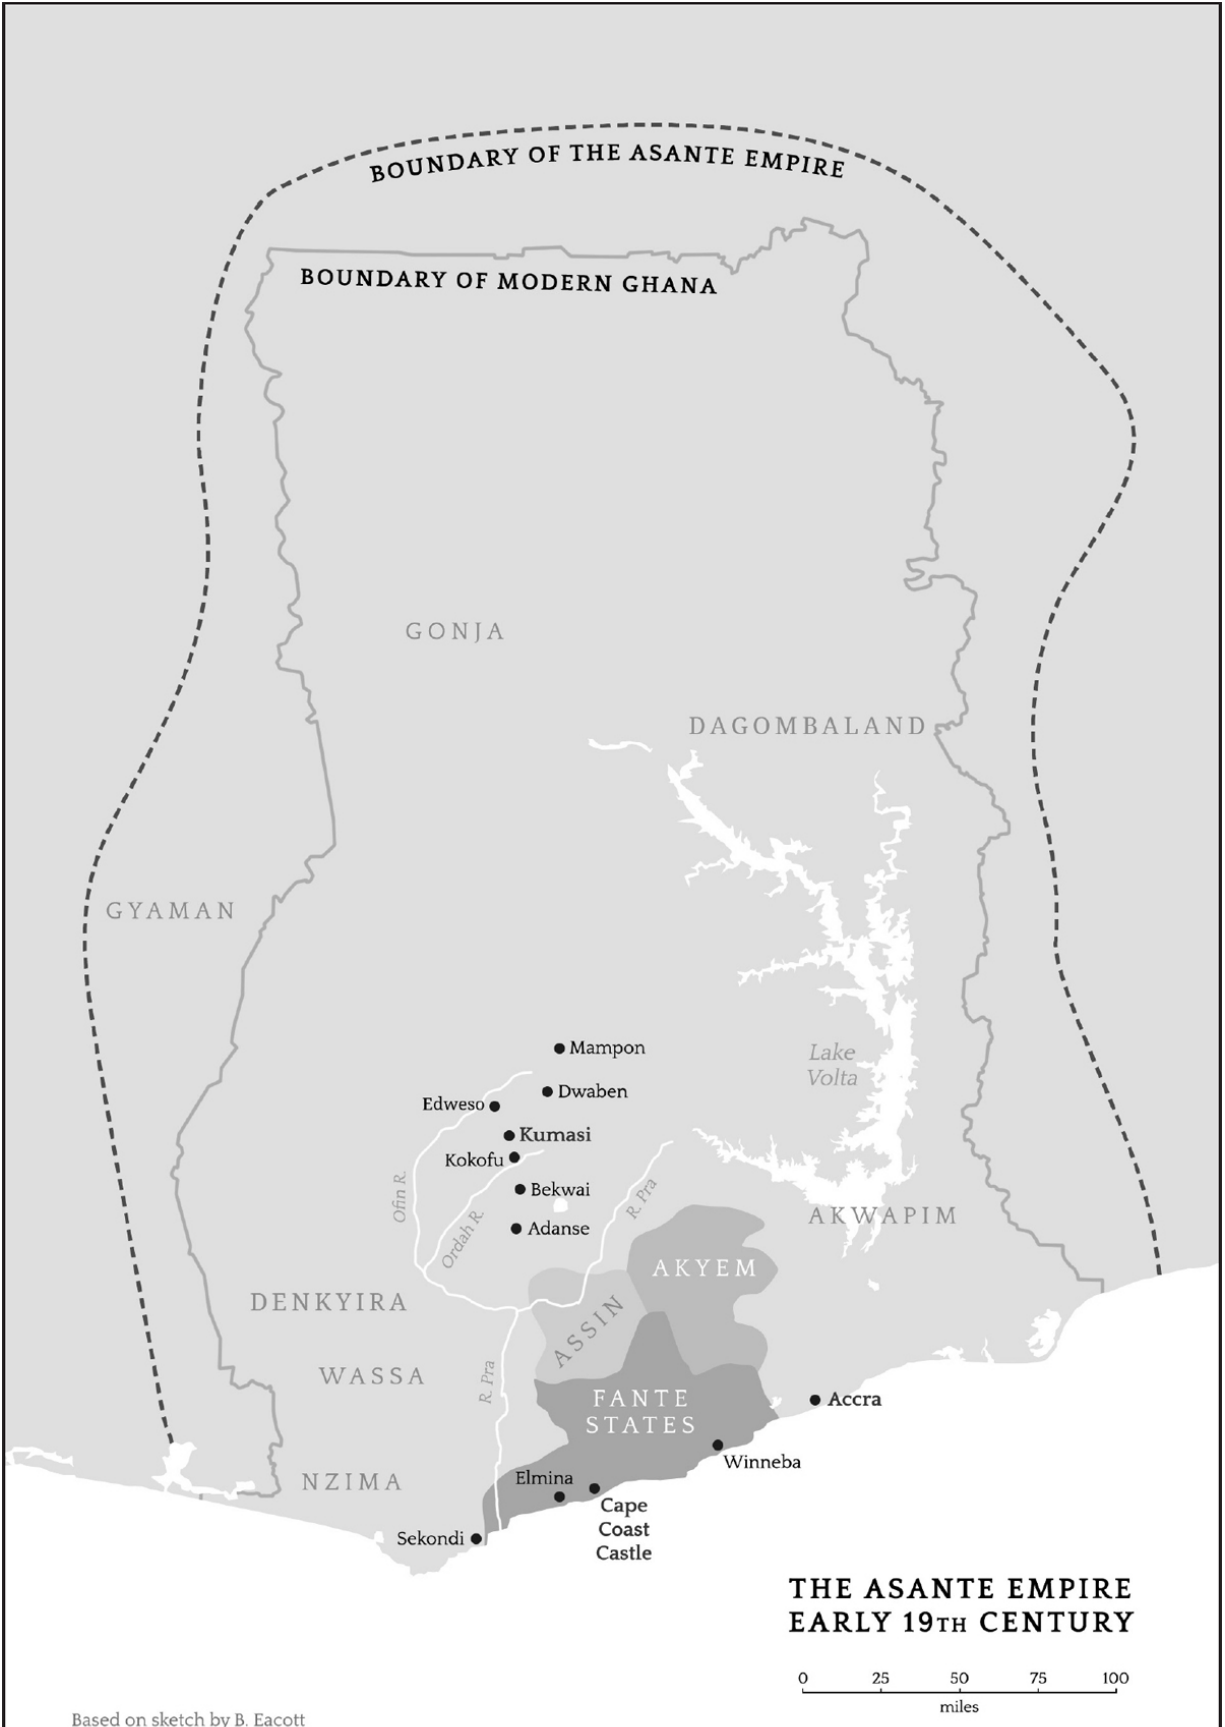 BOUNDARY OF THE ASANTE EMPIRE
BOUNDARY OF MODERN GHANA
GONJA
DAGOMBALAND
GYAMAN
Mampon
Lake
Volta
Dwaben
Edweso
Kumasi
Kokofu
Bekwai
Ofin R.
R. Pra
Ordah R.
Adanse
AKWAPIM
AKYEM
DENKYIRA
ASSIN
WASSA
R. Pra
FANTE
STATES
Accra
Winneba
NZIMA
Elmina
Cape
Coast
Castle
Sekondi
THE ASANTE EMPIRE
EARLY 19TH CENTURY
0 25 50 75 100
miles
Based on sketch by B. Eacott